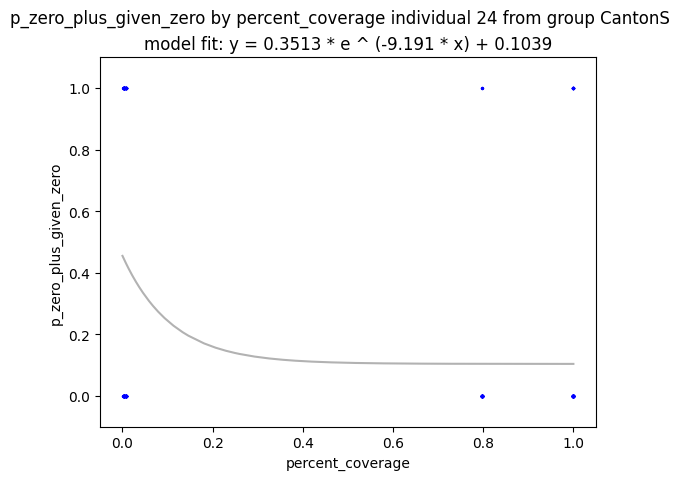 p_zero_plus_given_zero by percent_coverage individual 24 from group CantonS
model fit: y = 0.3513 * e ^ (-9.191 * x) + 0.1039
1.0
0.8
0.6
0.4
0.2
0.0
p_zero_plus_given_zero
0.0 0.2 0.4 0.6 0.8 1.0
percent_coverage